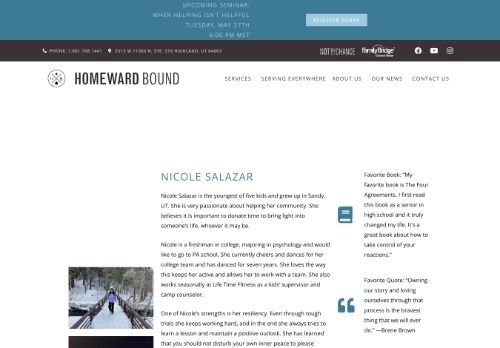 UPCOMING SEMINAR:
WHEN HELPING ISN'T HELPFUL
TUESDAY, MAY 27TH
6:00 PM MST
REGISTER TODAY
PHONE: 1.801.768.1441
5513 W 11000 N, STE. 316 HIGHLAND, UT 84003
NOTBYCHANCE
FamilyBridge
HOMEWARD BOUND
SERVICES
SERVING EVERYWHERE
ABOUT US
OUR NEWS
CONTACT US
NICOLE SALAZAR
Nicole Salazar is the youngest of five kids and grew up in Sandy,
UT. She is very passionate about helping her community. She
believes it is important to donate time to bring light into
someone's life, whoever it may be.
Nicole is a freshman in college, majoring in psychology and would
like to go to PA school. She currently cheers and dances for her
college team and has danced for seven years. She loves the way
this keeps her active and allows her to work with a team. She also
works seasonally at Life Time Fitness as a kids' supervisor and
camp counselor.
One of Nicole's strengths is her resiliency. Even through tough
trials she keeps working hard, and in the end she always tries to
learn a lesson and maintain a positive outlook. She has learned
that you should not disturb your own inner peace to please
Favorite Book: "My
favorite book is The Four
Agreements. I first read
this book as a senior in
high school and it truly
changed my life. It's a
great book about how to
take control of your
reactions."
Favorite Quote: "Owning
our story and loving
ourselves through that
process is the bravest
thing that we will ever
do." —Brene Brown